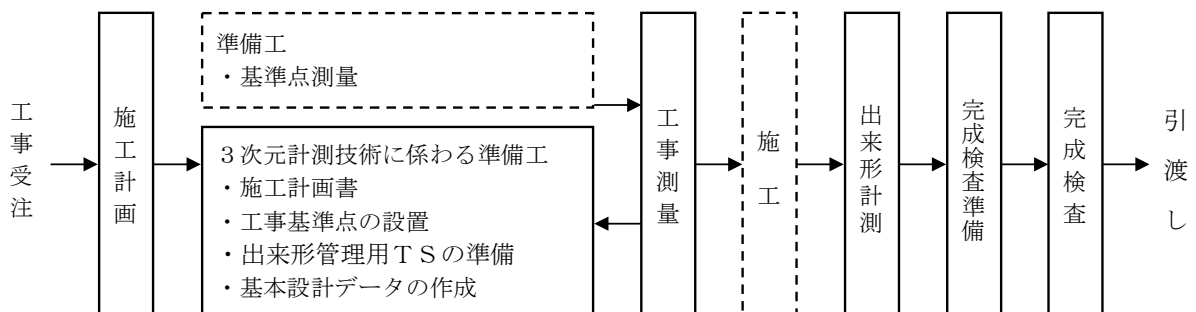 工事受注
施工計画
準備工
・基準点測量
３次元計測技術に係わる準備工
・施工計画書
・工事基準点の設置
・出来形管理用ＴＳの準備
・基本設計データの作成
工事測量
施工
出来形計測
完成検査準備
完成検査
引渡し